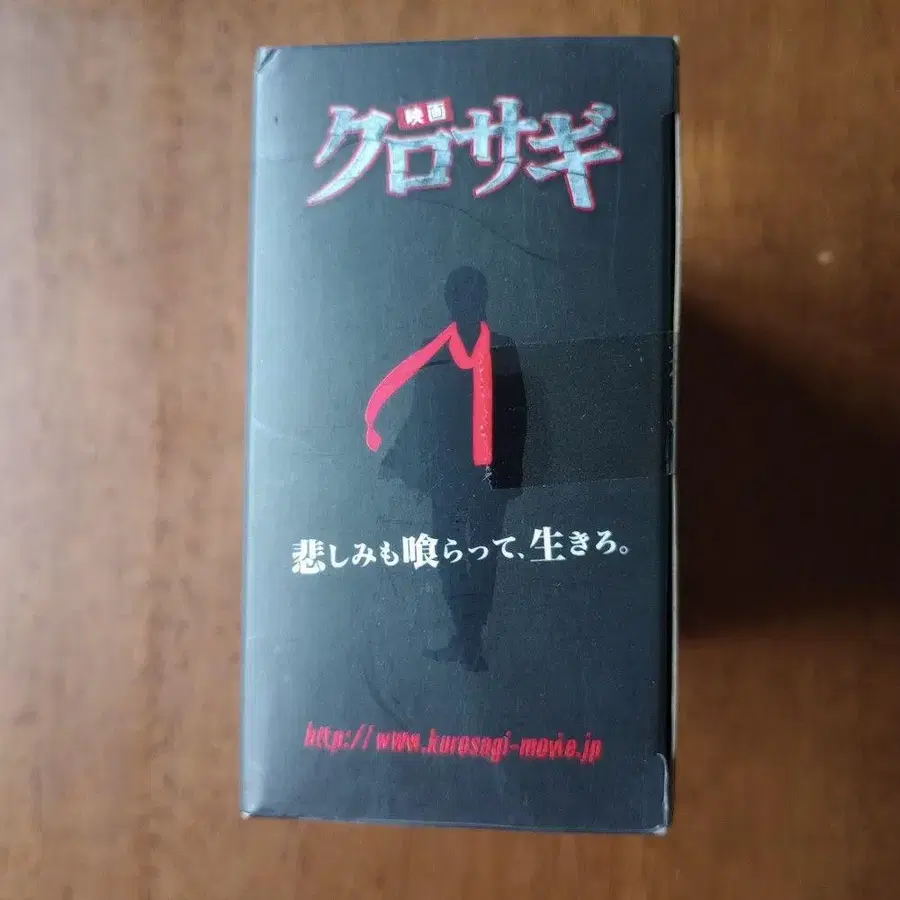 映画
クロサギ
悲しみも喰らって、生きろ。
http://www.kurosagi-movie.jp